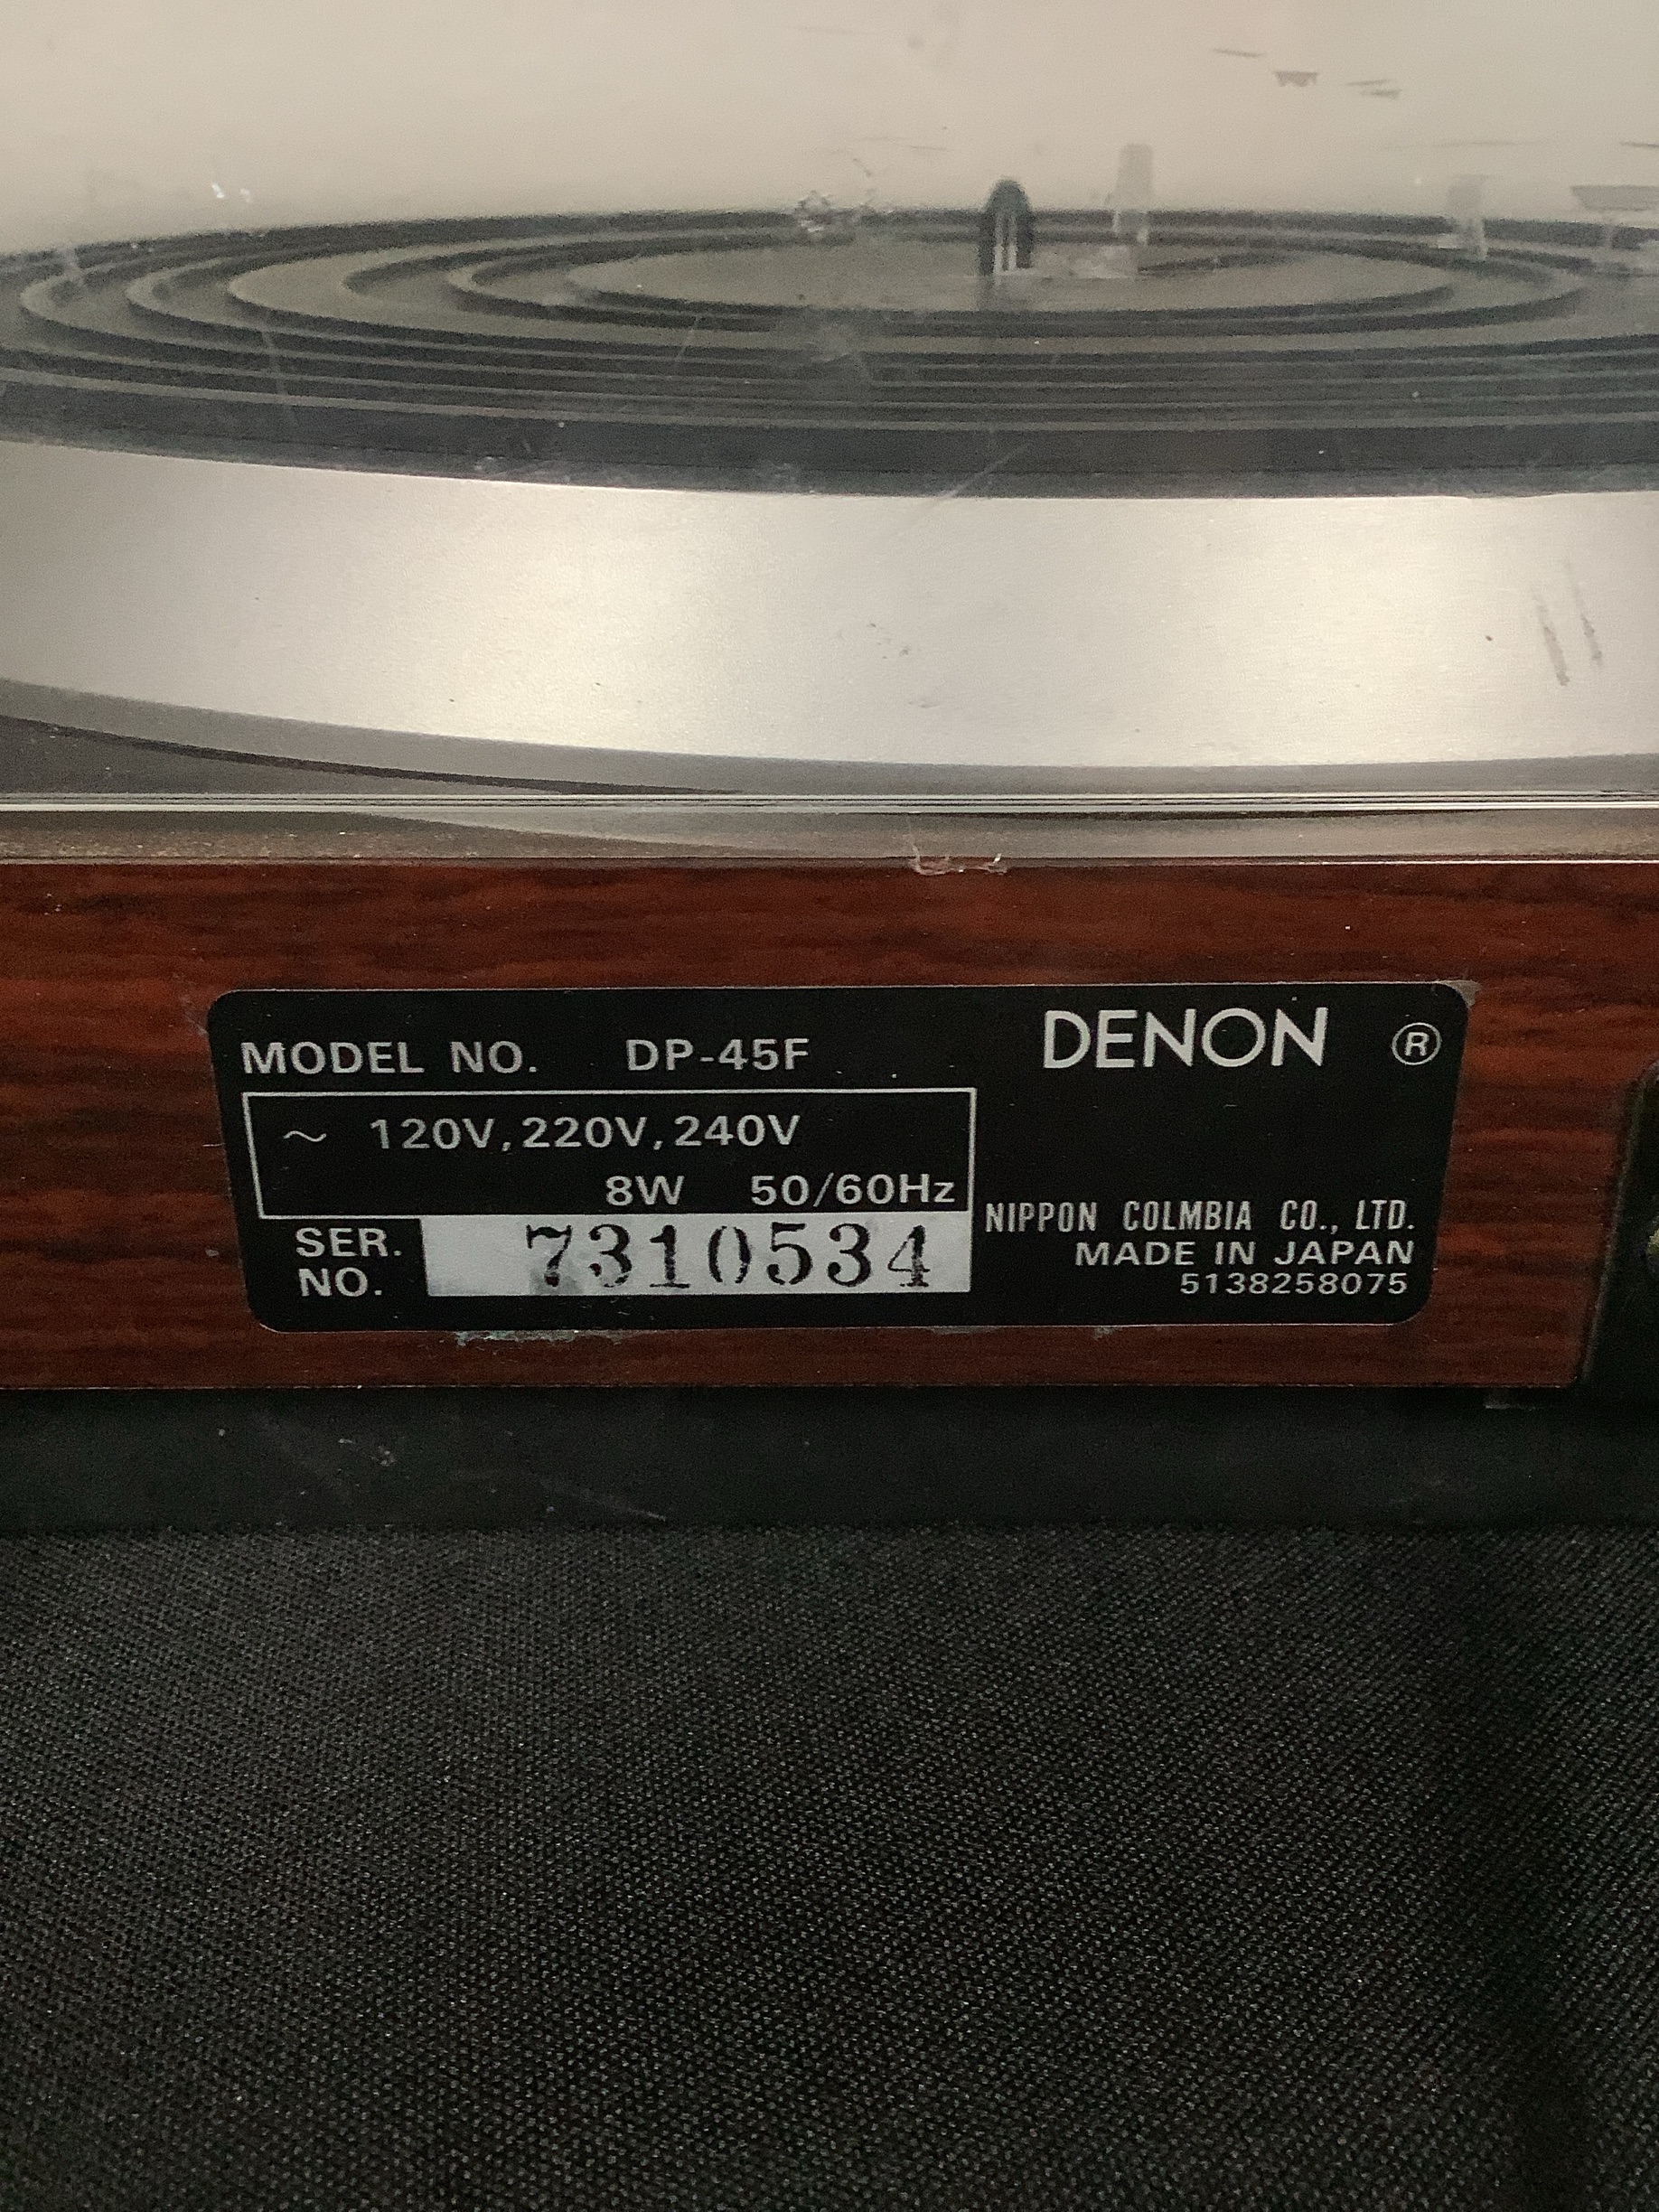 MODEL NO. DP-45F
DENON ®
~ 120V, 220V, 240V
8W 50/60Hz
SER. NO. 7310534
NIPPON COLMBIA CO., LTD.
MADE IN JAPAN
5138258075